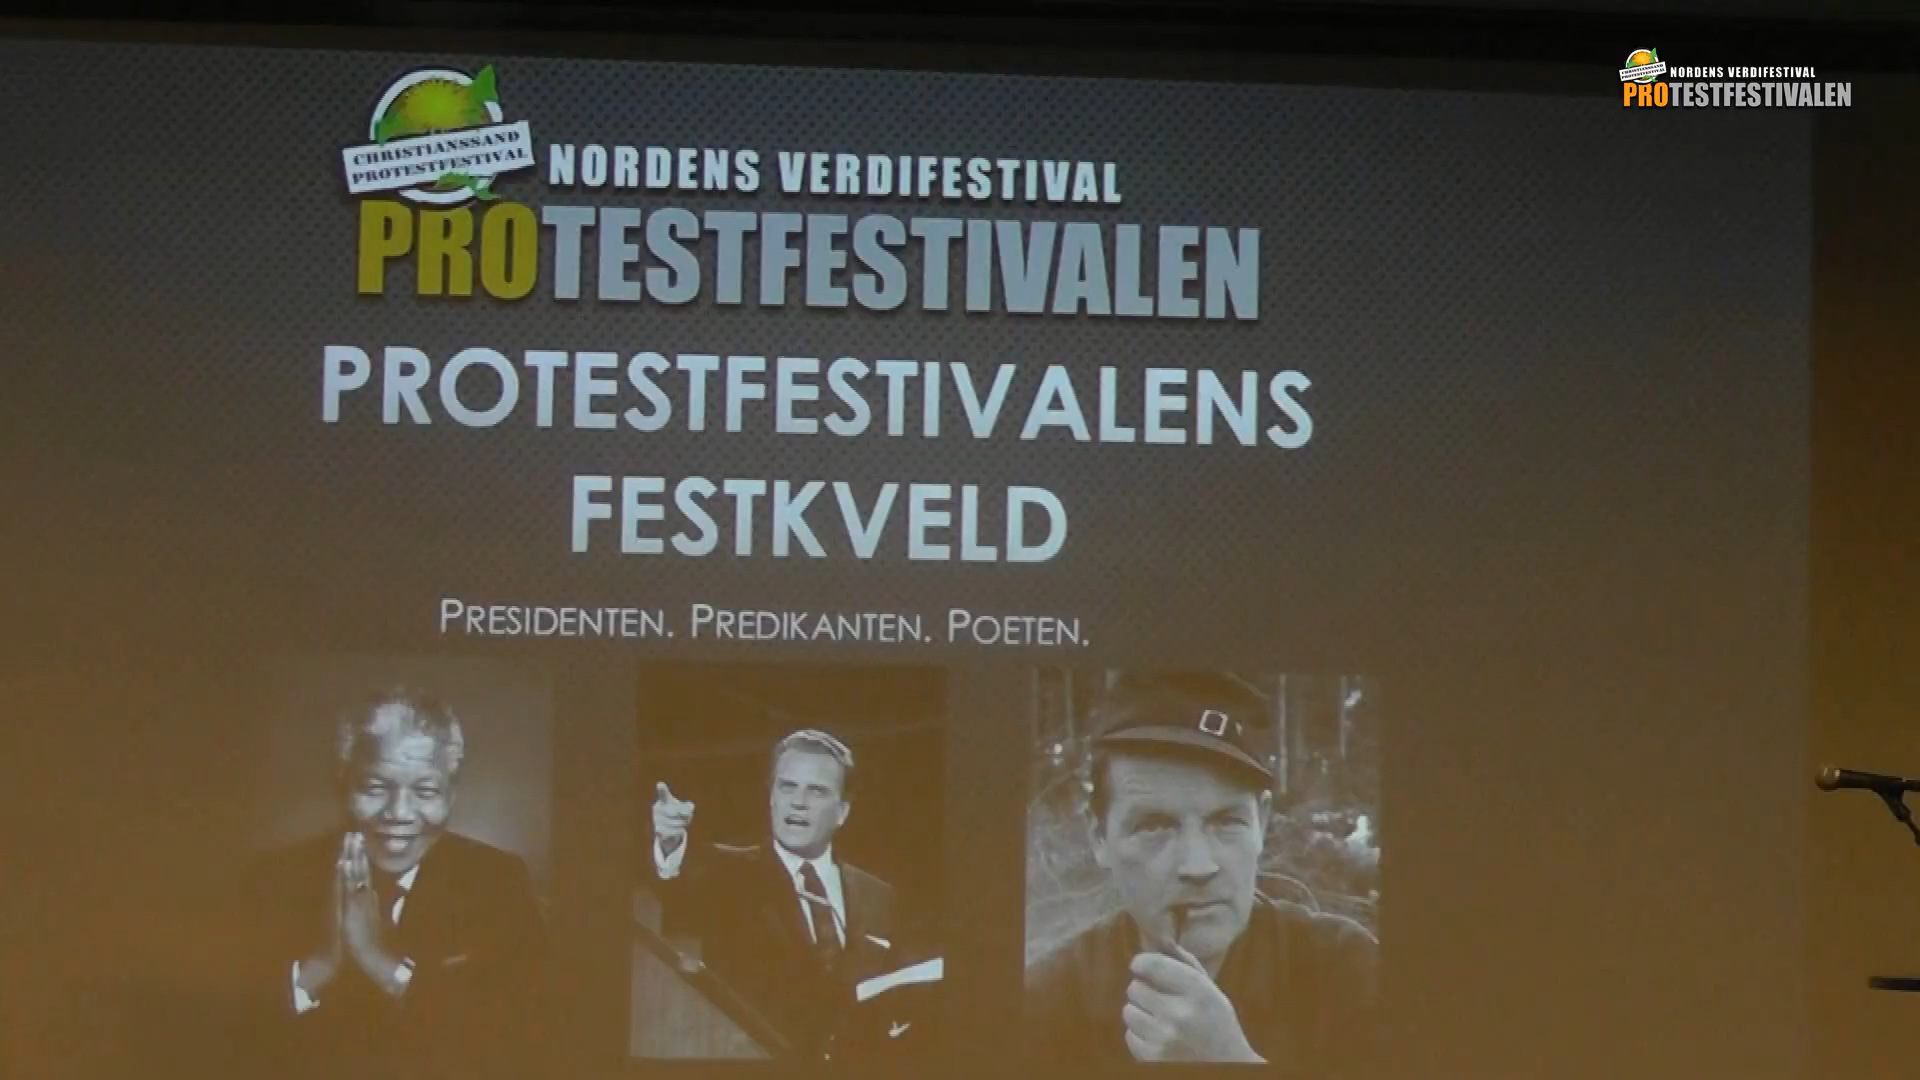 CHRISTIANSSAND
PROTESTFESTIVAL
NORDENS VERDIFESTIVAL
PROTESTFESTIVALEN
PROTESTFESTIVALENS
FESTKVELD
PRESIDENTEN. PREDIKANTEN. POETEN.
CHRISTIANSSAND
PROTESTFESTIVAL
NORDENS VERDIFESTIVAL
PROTESTFESTIVALEN